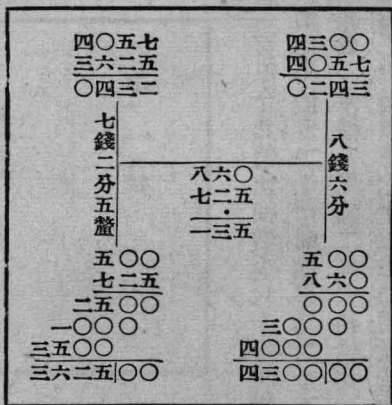 四〇五七
三六二五
〇四三二
四三〇〇
四〇五七
〇二四三
七錢二分五釐
八六〇
七二五
・
一三五
八錢六分
五〇〇
七二五
二五〇〇
一〇〇〇
三五〇〇
三六二五|〇〇
五〇〇
八六〇
〇〇〇
三〇〇〇
四〇〇〇
四三〇〇|〇〇